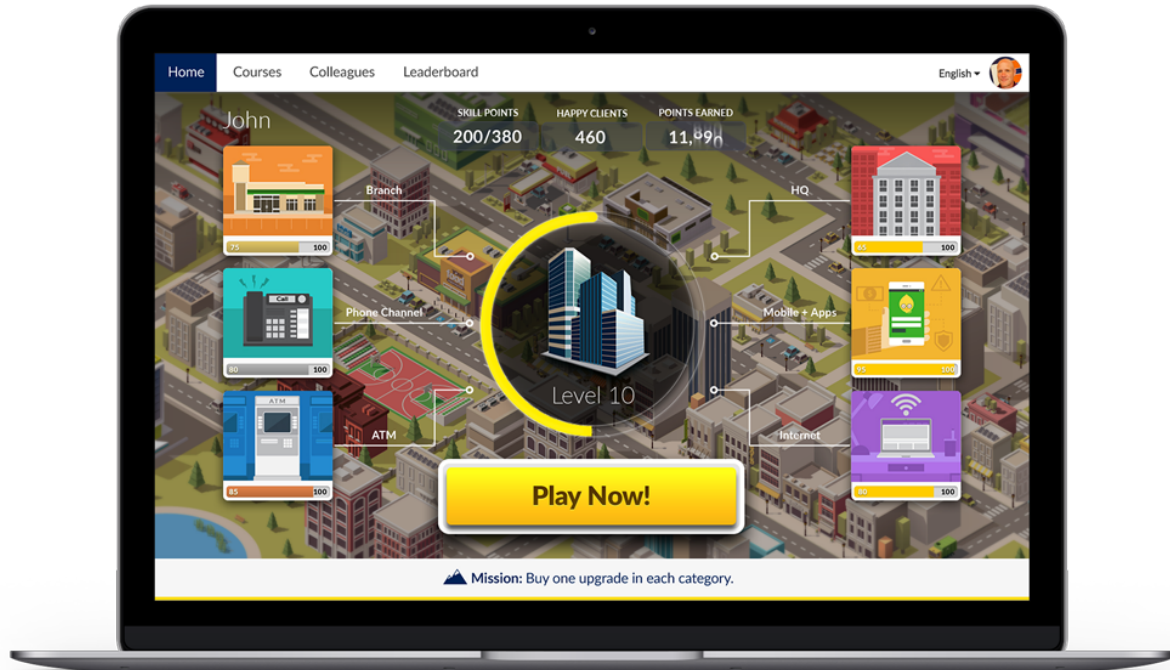 Home Courses Colleagues Leaderboard English
John
SKILL POINTS HAPPY CLIENTS POINTS EARNED
200/380 460
Branch
75 100
HQ
65 100
Call
Phone Channel
80 100
Mobile + Apps
95 100
ATM
ATM
85 100
Internet
80 100
Level 10
Play Now!
Mission: Buy one upgrade in each category.